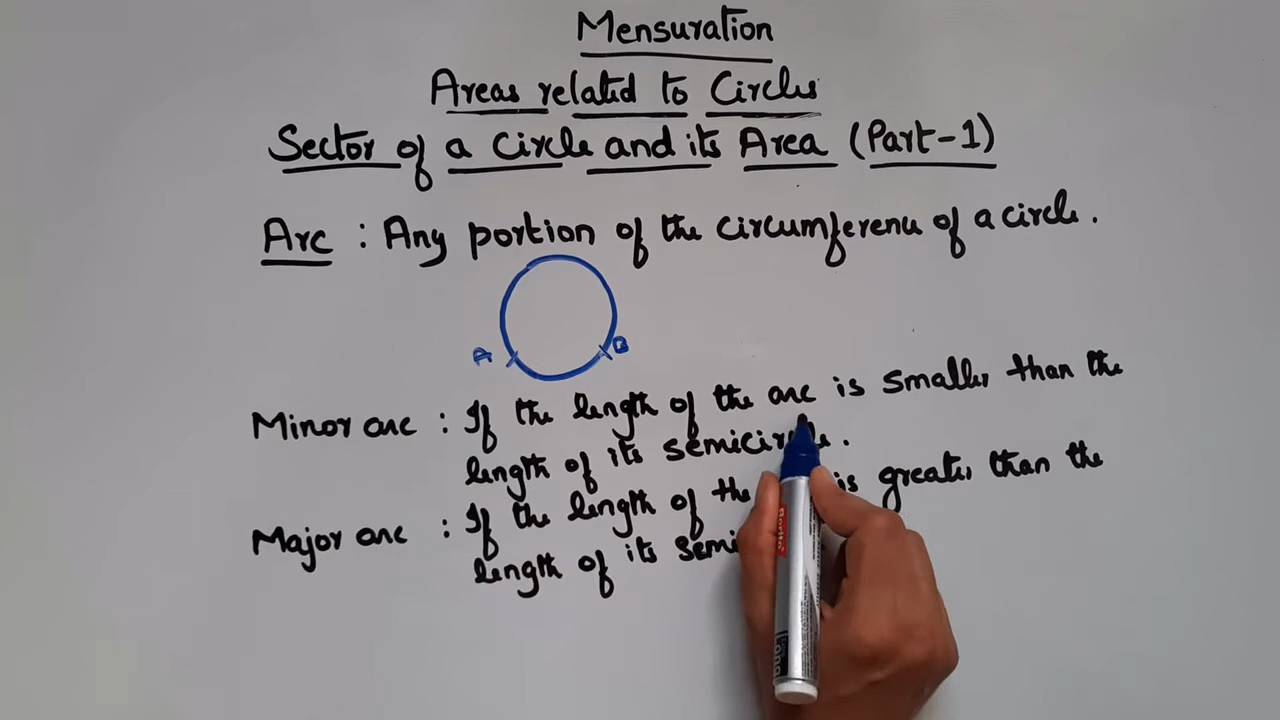 Mensuration
Areas related to Circles
Sector of a Circle and its Area (Part-1)
Arc : Any portion of the circumference of a circle.
A
B
Minor arc : If the length of the arc is smaller than the
length of its semicircle.
Major arc : If the length of the is greater than the
length of its semi